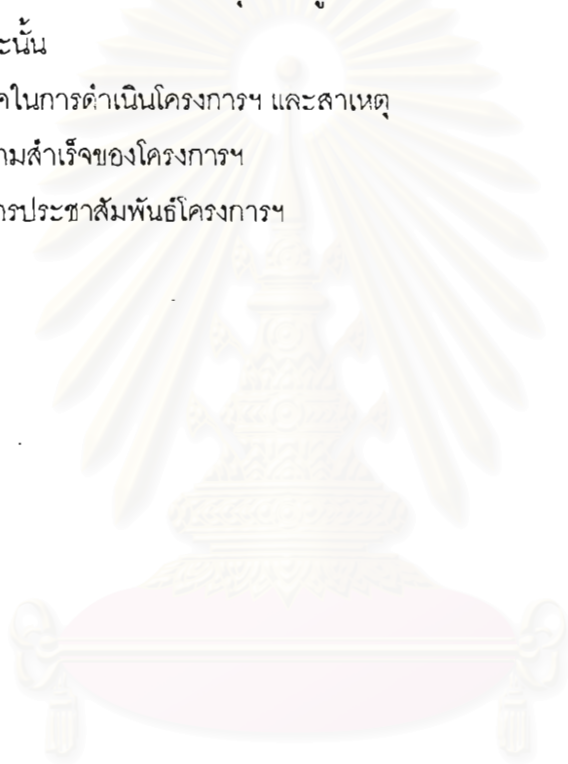 ะนั้น
คในการดำเนินโครงการฯ และสาเหตุ
ามสำเร็จของโครงการฯ
ารประชาสัมพันธ์โครงการฯ